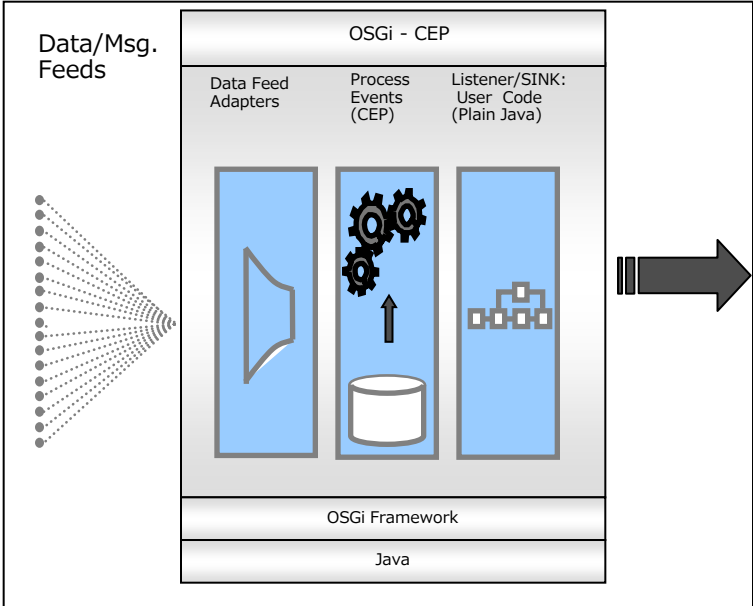 Data/Msg.
Feeds
OSGi - CEP
Data Feed
Adapters
Process
Events
(CEP)
Listener/SINK:
User Code
(Plain Java)
OSGi Framework
Java